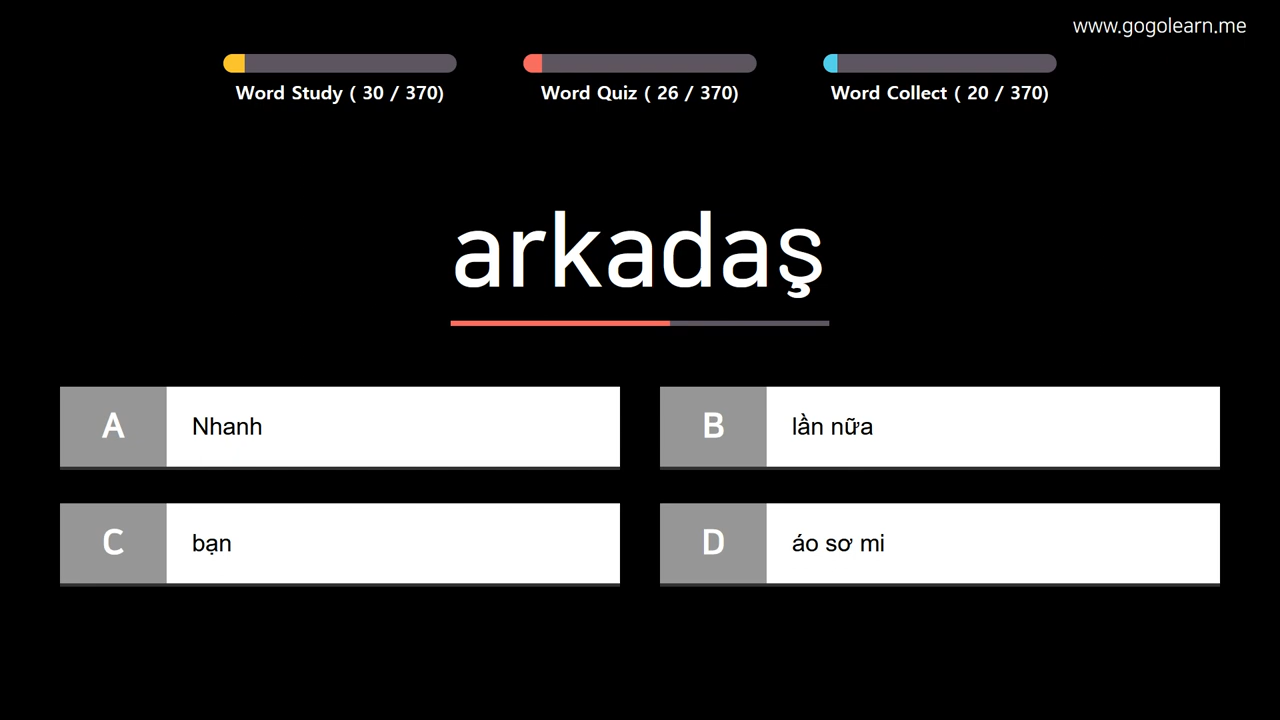 www.gogolearn.me
Word Study ( 30 / 370)
Word Quiz ( 26 / 370)
Word Collect ( 20 / 370)
arkadaş
A Nhanh
B lần nữa
C bạn
D áo sơ mi